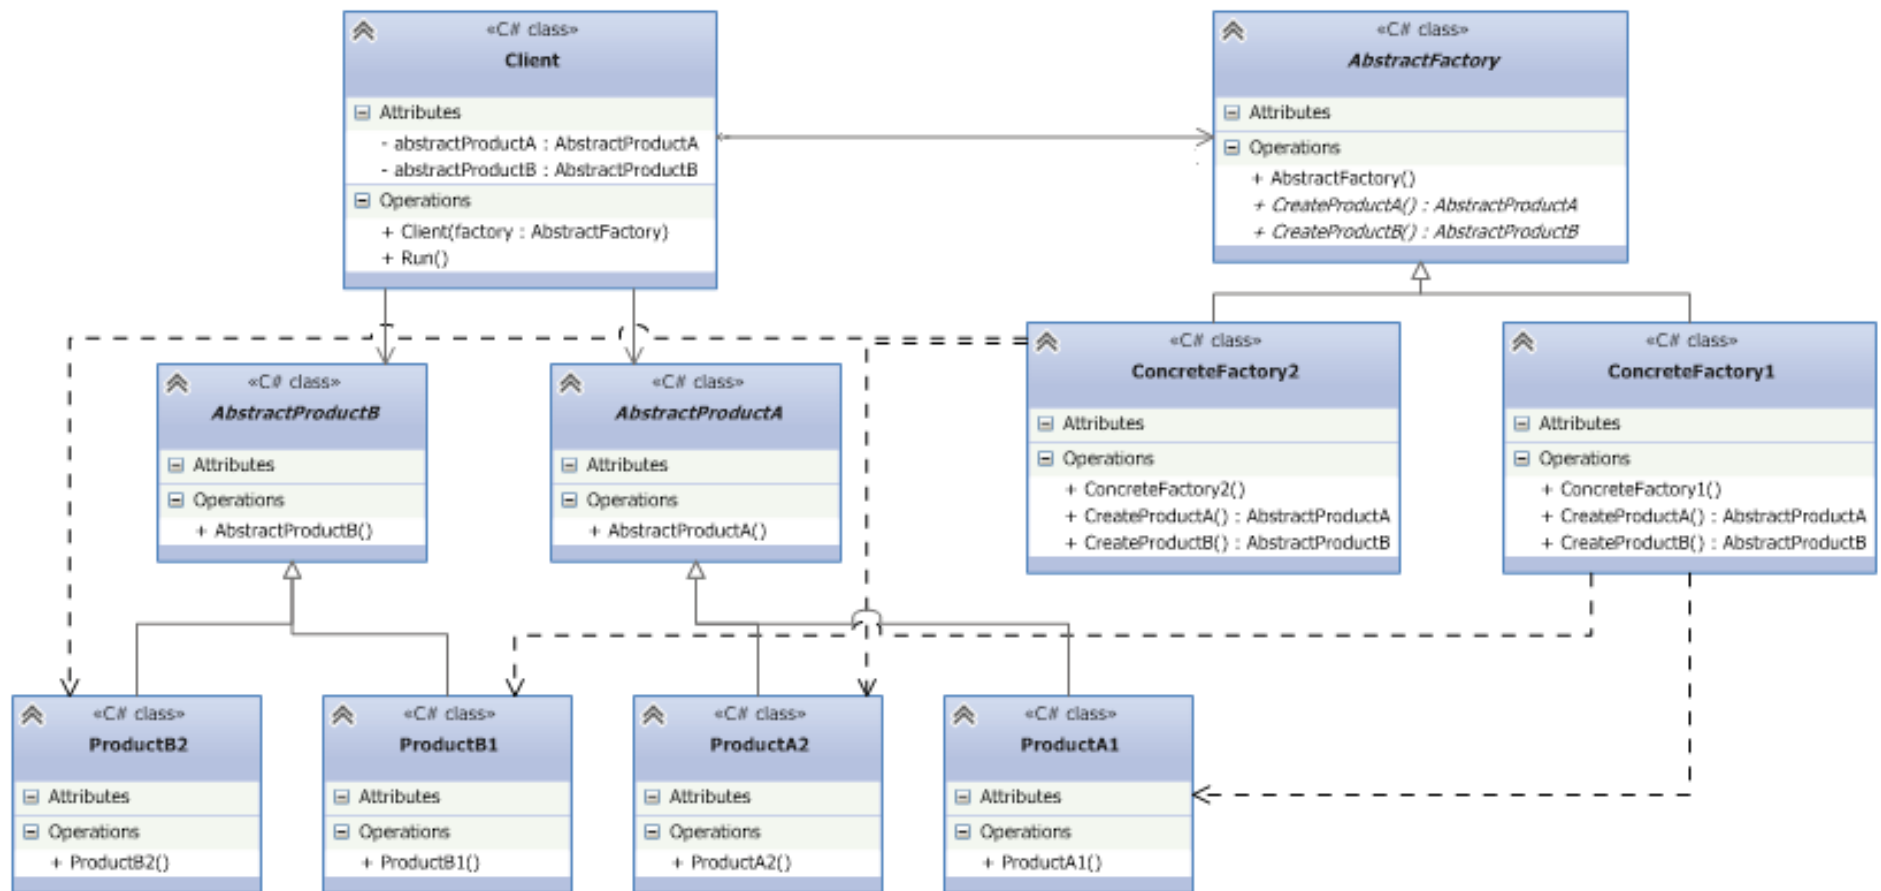 «C# class»
Client
Attributes
- abstractProductA : AbstractProductA
- abstractProductB : AbstractProductB
Operations
+ Client(factory : AbstractFactory)
+ Run()
«C# class»
AbstractFactory
Attributes
Operations
+ AbstractFactory()
+ CreateProductA() : AbstractProductA
+ CreateProductB() : AbstractProductB
«C# class»
AbstractProductB
Attributes
Operations
+ AbstractProductB()
«C# class»
AbstractProductA
Attributes
Operations
+ AbstractProductA()
«C# class»
ConcreteFactory2
Attributes
Operations
+ ConcreteFactory2()
+ CreateProductA() : AbstractProductA
+ CreateProductB() : AbstractProductB
«C# class»
ConcreteFactory1
Attributes
Operations
+ ConcreteFactory1()
+ CreateProductA() : AbstractProductA
+ CreateProductB() : AbstractProductB
«C# class»
ProductB2
Attributes
Operations
+ ProductB2()
«C# class»
ProductB1
Attributes
Operations
+ ProductB1()
«C# class»
ProductA2
Attributes
Operations
+ ProductA2()
«C# class»
ProductA1
Attributes
Operations
+ ProductA1()